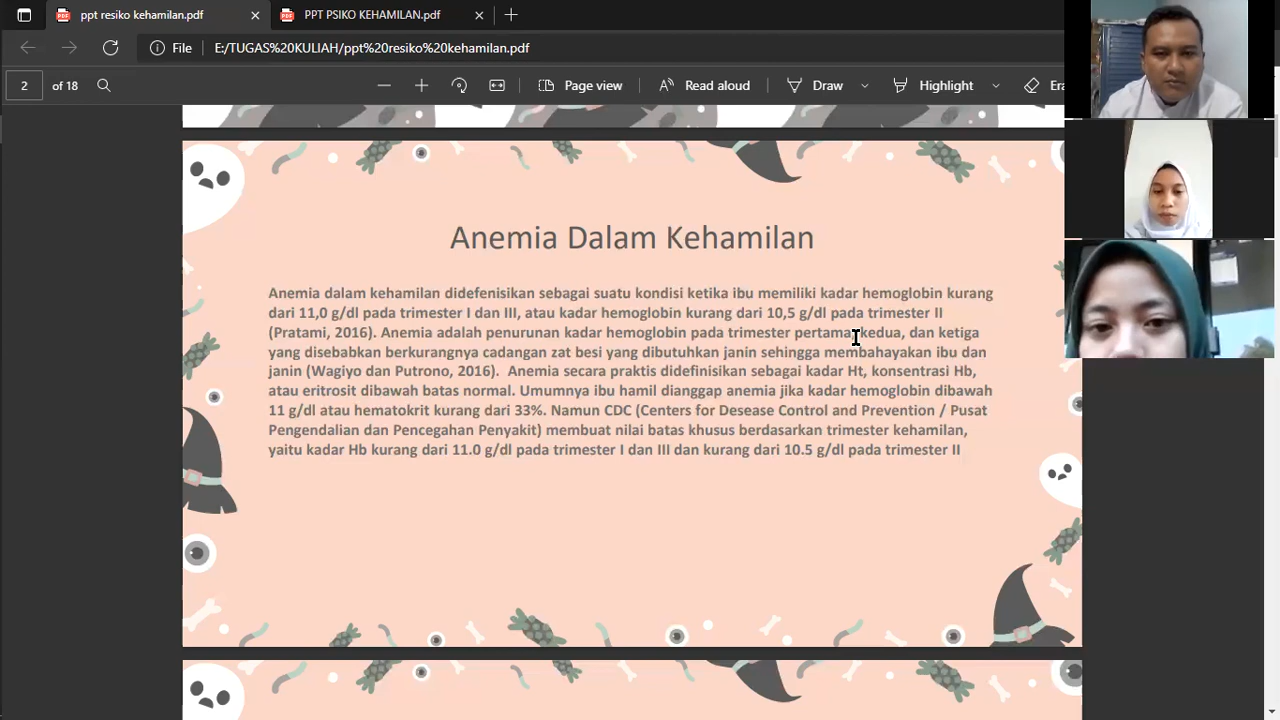 ppt resiko kehamilan.pdf
PPT PSIKO KEHAMILAN.pdf
File
E:/TUGAS%20KULIAH/ppt%20resiko%20kehamilan.pdf
2 of 18
Page view
Read aloud
Draw
Highlight
Era
Anemia Dalam Kehamilan
Anemia dalam kehamilan didefenisikan sebagai suatu kondisi ketika ibu memiliki kadar hemoglobin kurang
dari 11,0 g/dl pada trimester I dan III, atau kadar hemoglobin kurang dari 10,5 g/dl pada trimester II
(Pratami, 2016). Anemia adalah penurunan kadar hemoglobin pada trimester pertama, kedua, dan ketiga
yang disebabkan berkurangnya cadangan zat besi yang dibutuhkan janin sehingga membahayakan ibu dan
janin (Wagiyo dan Putrono, 2016).  Anemia secara praktis didefinisikan sebagai kadar Ht, konsentrasi Hb,
atau eritrosit dibawah batas normal. Umumnya ibu hamil dianggap anemia jika kadar hemoglobin dibawah
11 g/dl atau hematokrit kurang dari 33%. Namun CDC (Centers for Desease Control and Prevention / Pusat
Pengendalian dan Pencegahan Penyakit) membuat nilai batas khusus berdasarkan trimester kehamilan,
yaitu kadar Hb kurang dari 11.0 g/dl pada trimester I dan III dan kurang dari 10.5 g/dl pada trimester II